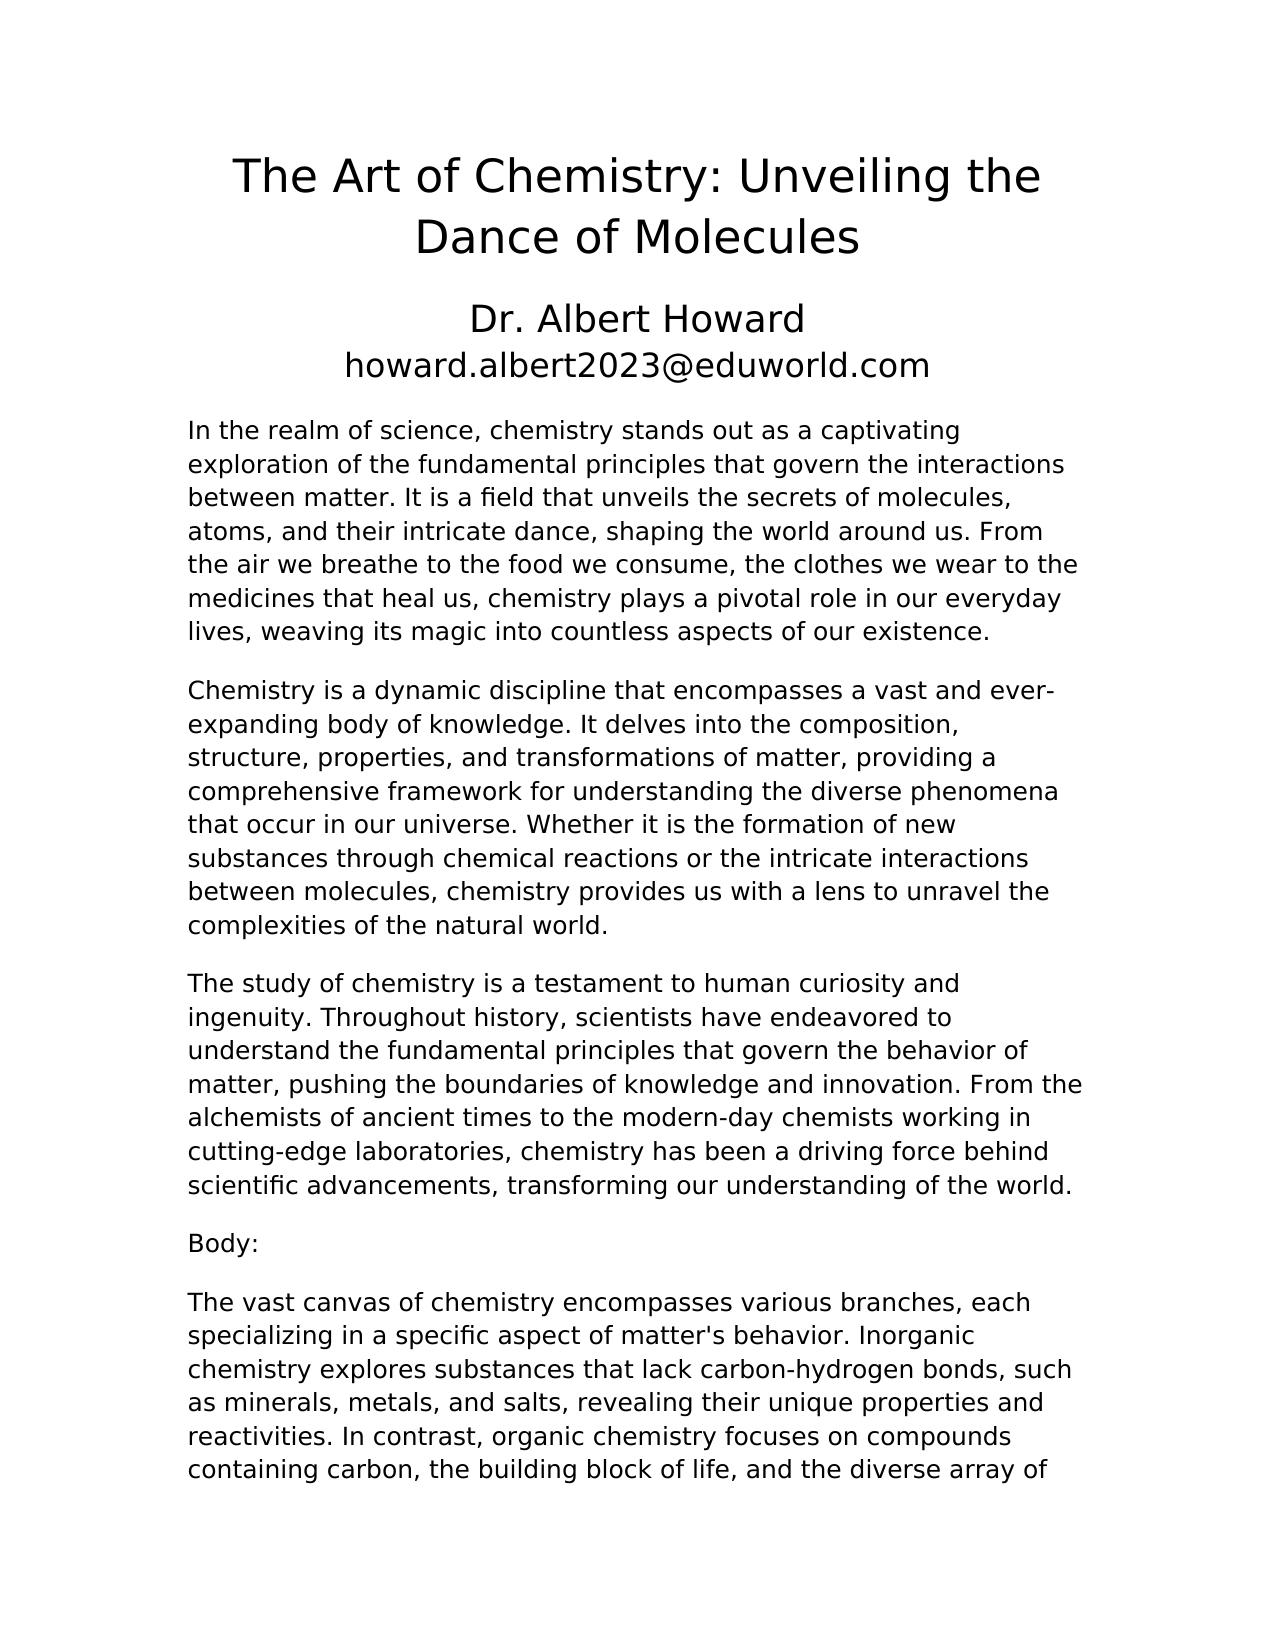 The Art of Chemistry: Unveiling the
Dance of Molecules
Dr. Albert Howard
howard.albert2023@eduworld.com
In the realm of science, chemistry stands out as a captivating
exploration of the fundamental principles that govern the interactions
between matter. It is a field that unveils the secrets of molecules,
atoms, and their intricate dance, shaping the world around us. From
the air we breathe to the food we consume, the clothes we wear to the
medicines that heal us, chemistry plays a pivotal role in our everyday
lives, weaving its magic into countless aspects of our existence.
Chemistry is a dynamic discipline that encompasses a vast and ever-
expanding body of knowledge. It delves into the composition,
structure, properties, and transformations of matter, providing a
comprehensive framework for understanding the diverse phenomena
that occur in our universe. Whether it is the formation of new
substances through chemical reactions or the intricate interactions
between molecules, chemistry provides us with a lens to unravel the
complexities of the natural world.
The study of chemistry is a testament to human curiosity and
ingenuity. Throughout history, scientists have endeavored to
understand the fundamental principles that govern the behavior of
matter, pushing the boundaries of knowledge and innovation. From the
alchemists of ancient times to the modern-day chemists working in
cutting-edge laboratories, chemistry has been a driving force behind
scientific advancements, transforming our understanding of the world.
Body:
The vast canvas of chemistry encompasses various branches, each
specializing in a specific aspect of matter's behavior. Inorganic
chemistry explores substances that lack carbon-hydrogen bonds, such
as minerals, metals, and salts, revealing their unique properties and
reactivities. In contrast, organic chemistry focuses on compounds
containing carbon, the building block of life, and the diverse array of